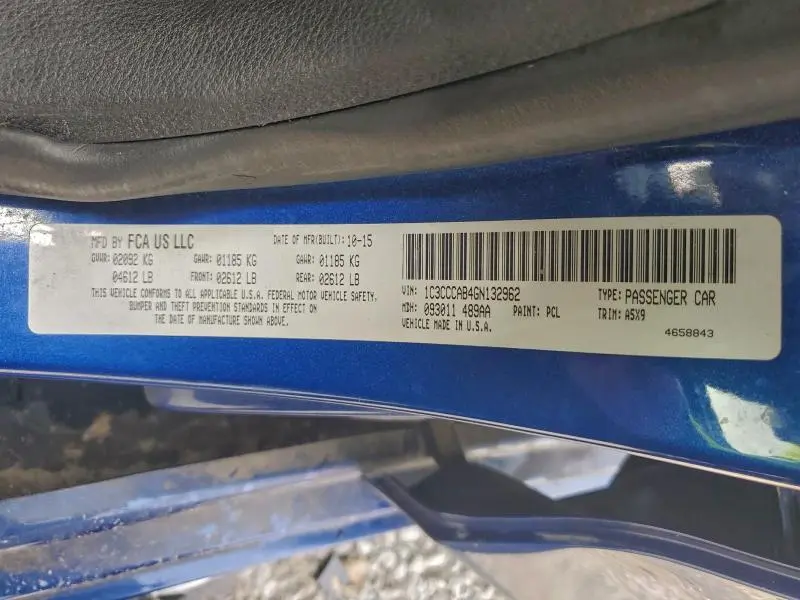 MFD BY FCA US LLC DATE OF MFR(BUILT): 10-15
GVWR: 02092 KG GAWR: 01185 KG GAWR: 01185 KG
04612 LB FRONT: 02612 LB REAR: 02612 LB
THIS VEHICLE CONFORMS TO ALL APPLICABLE U.S.A. FEDERAL MOTOR VEHICLE SAFETY,
BUMPER AND THEFT PREVENTION STANDARDS IN EFFECT ON
THE DATE OF MANUFACTURE SHOWN ABOVE.
VIN: 1C3CCCAB4GN132962 TYPE: PASSENGER CAR
MDH: 093011 489AA PAINT: PCL TRIM: A5X9
VEHICLE MADE IN U.S.A.
4658843